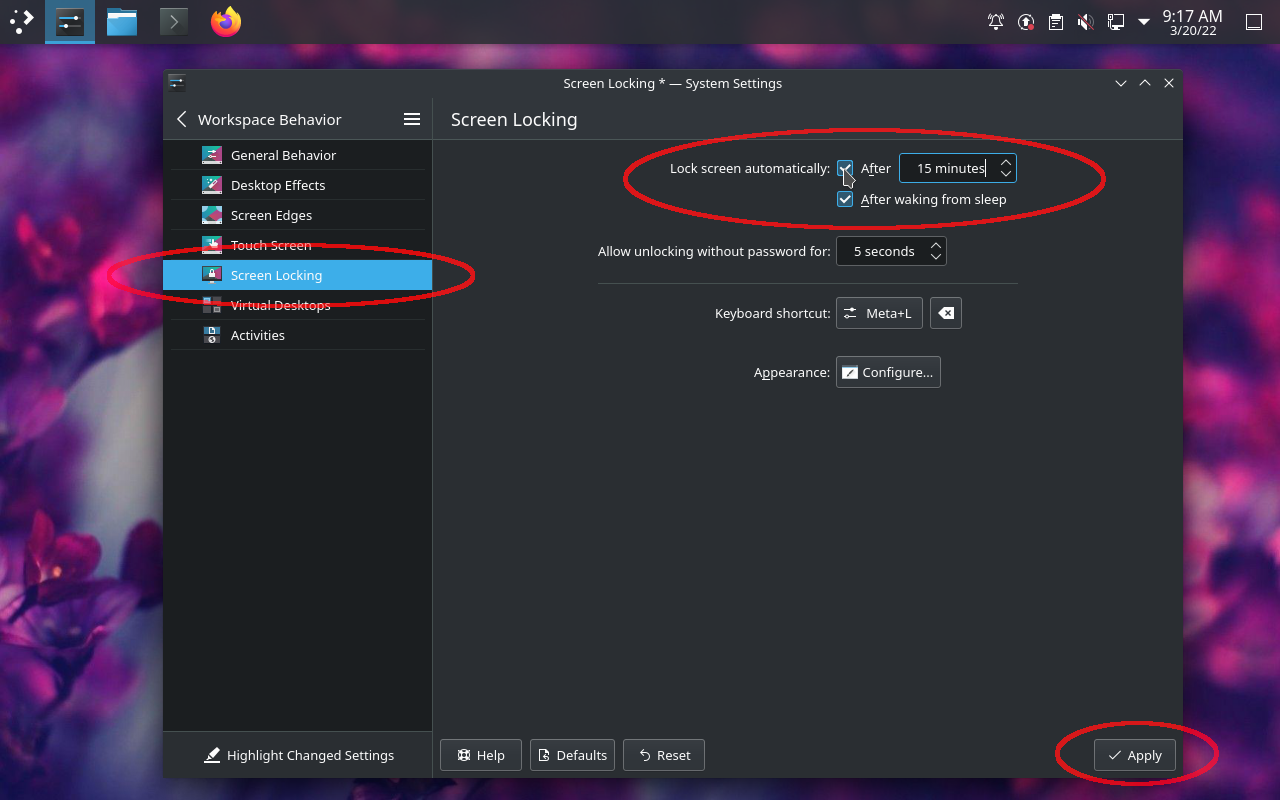 9:17 AM
3/20/22
Screen Locking * — System Settings
Workspace Behavior
Screen Locking
General Behavior
Desktop Effects
Screen Edges
Touch Screen
Screen Locking
Virtual Desktops
Activities
Lock screen automatically: After 15 minutes
After waking from sleep
Allow unlocking without password for: 5 seconds
Keyboard shortcut: Meta+L
Appearance: Configure...
Highlight Changed Settings
Help Defaults Reset Apply